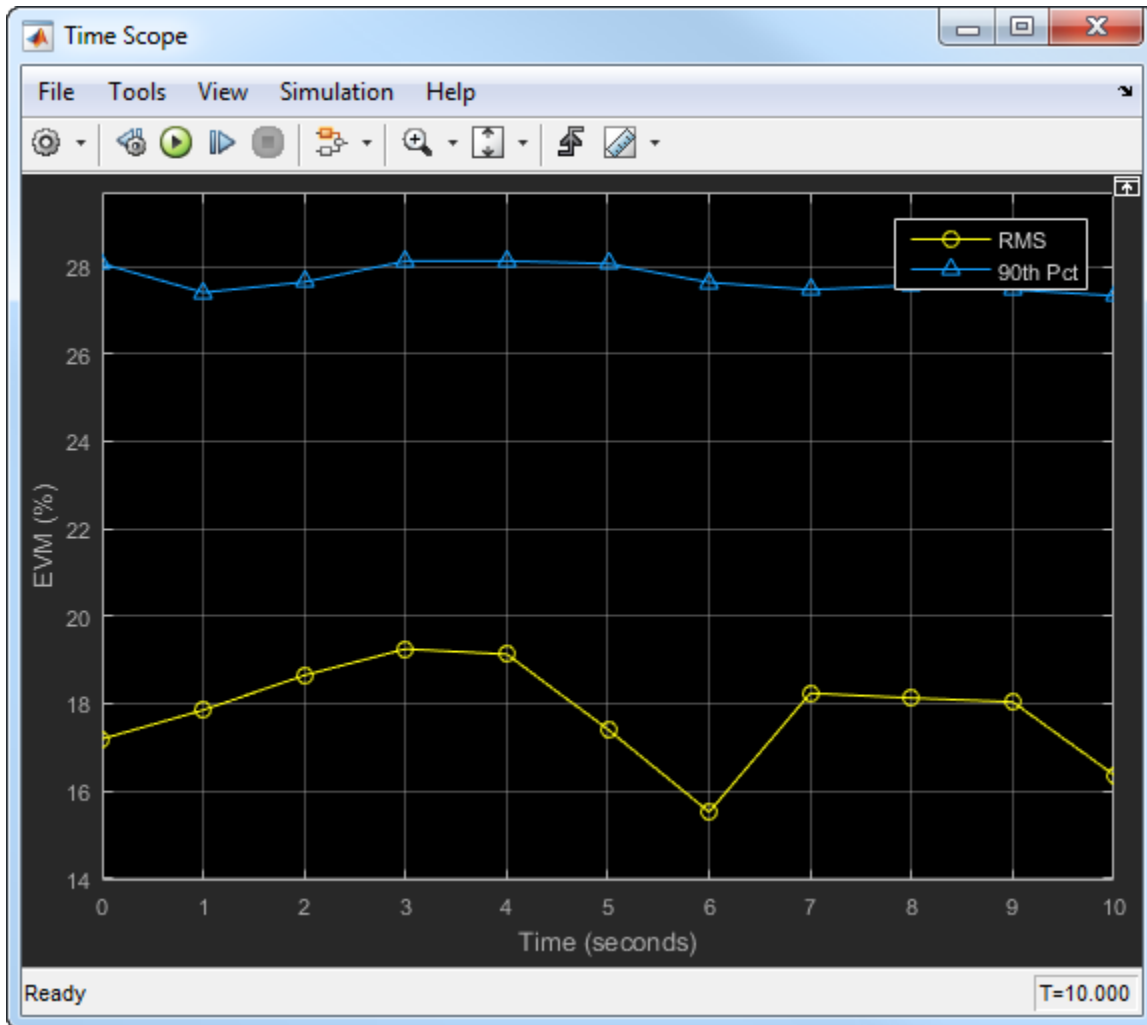 Time Scope
File Tools View Simulation Help
RMS
90th Pct
28
26
24
22
20
18
16
14
EVM (%)
0 1 2 3 4 5 6 7 8 9 10
Time (seconds)
Ready T=10.000